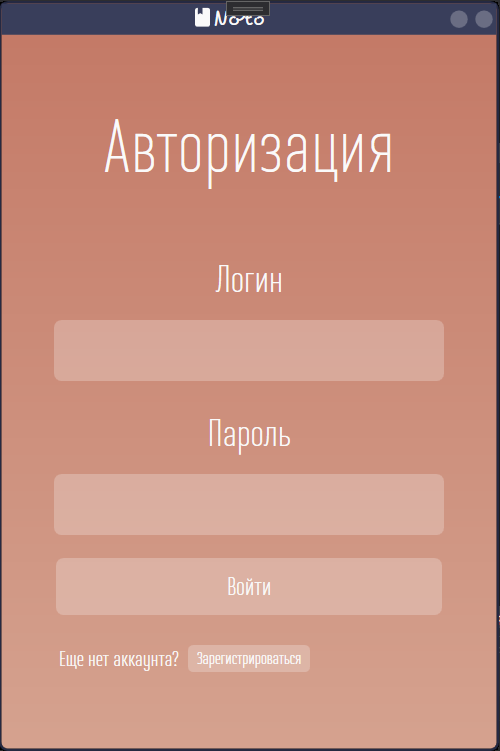 Noto
Авторизация
Логин
Пароль
Войти
Еще нет аккаунта? Зарегистрироваться